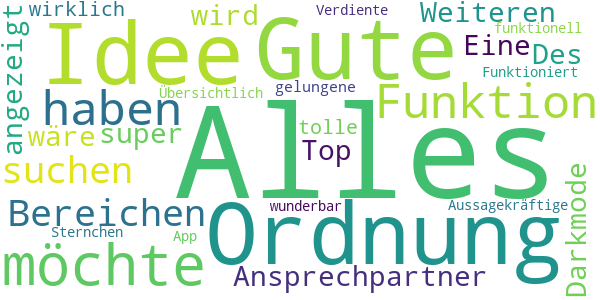 wirklich
wird
Verdiente
Weiteren
funktionell
angezeigt
Idee
Gute
Eine
Des
Funktioniert
Übersichtlich
gelungene
haben
Funktion
wäre
super
Alles
tolle
Top
suchen
Darkmode
Bereichen
Ordnung
wunderbar
Aussagekräftige
Sternchen
App
möchte
Ansprechpartner